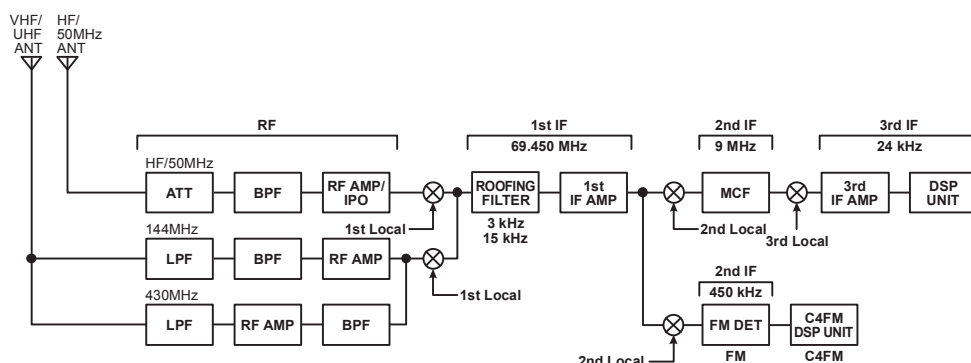 VHF/
UHF
ANT
HF/
50MHz
ANT
RF
1st IF
69.450 MHz
2nd IF
9 MHz
3rd IF
24 kHz
HF/50MHz
ATT
BPF
RF AMP/
IPO
1st Local
ROOFING
FILTER
3 kHz
15 kHz
1st
IF AMP
MCF
2nd Local
3rd Local
3rd
IF AMP
DSP
UNIT
144MHz
LPF
BPF
RF AMP
1st Local
430MHz
LPF
RF AMP
BPF
2nd IF
450 kHz
FM DET
C4FM
DSP UNIT
2nd Local
FM
C4FM